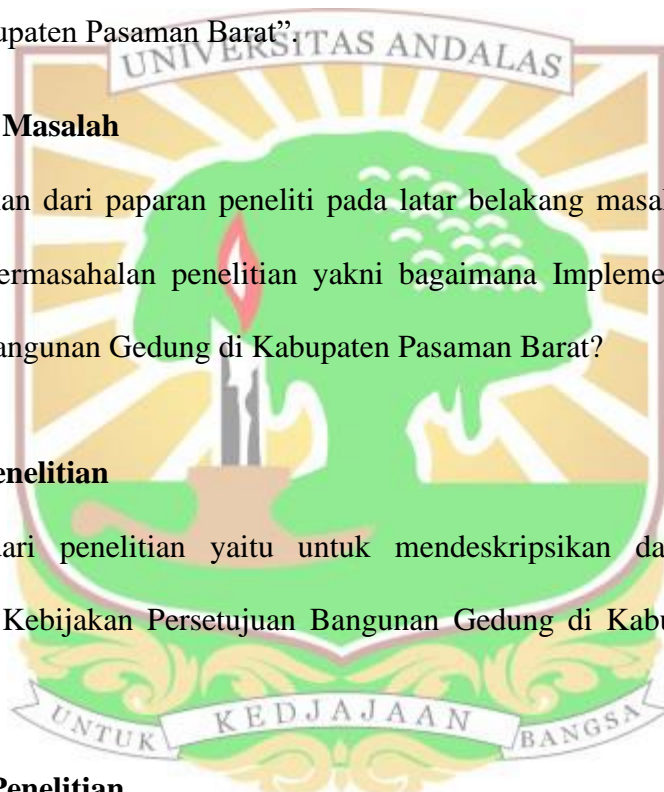 upaten Pasaman Barat”.
UNIVERSITAS ANDALAS
Masalah
an dari paparan peneliti pada latar belakang masal
ermasahalan penelitian yakni bagaimana Impleme
angunan Gedung di Kabupaten Pasaman Barat?
enelitian
ari penelitian yaitu untuk mendeskripsikan da
Kebijakan Persetujuan Bangunan Gedung di Kabu
UNTUK KEDJAJAAN BANGSA
Penelitian